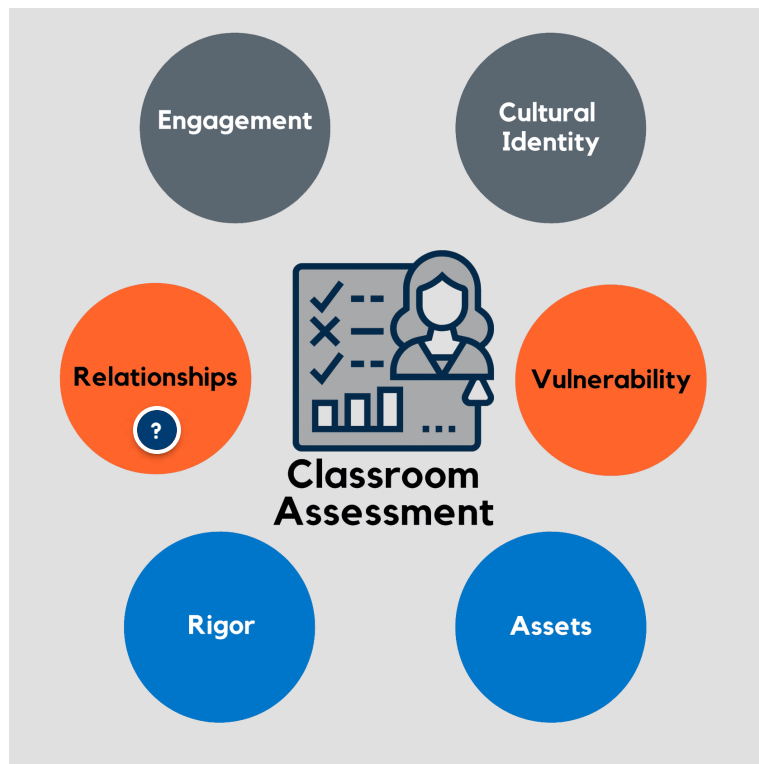 Engagement
Cultural
Identity
Relationships
?
Vulnerability
...
Classroom
Assessment
Rigor
Assets